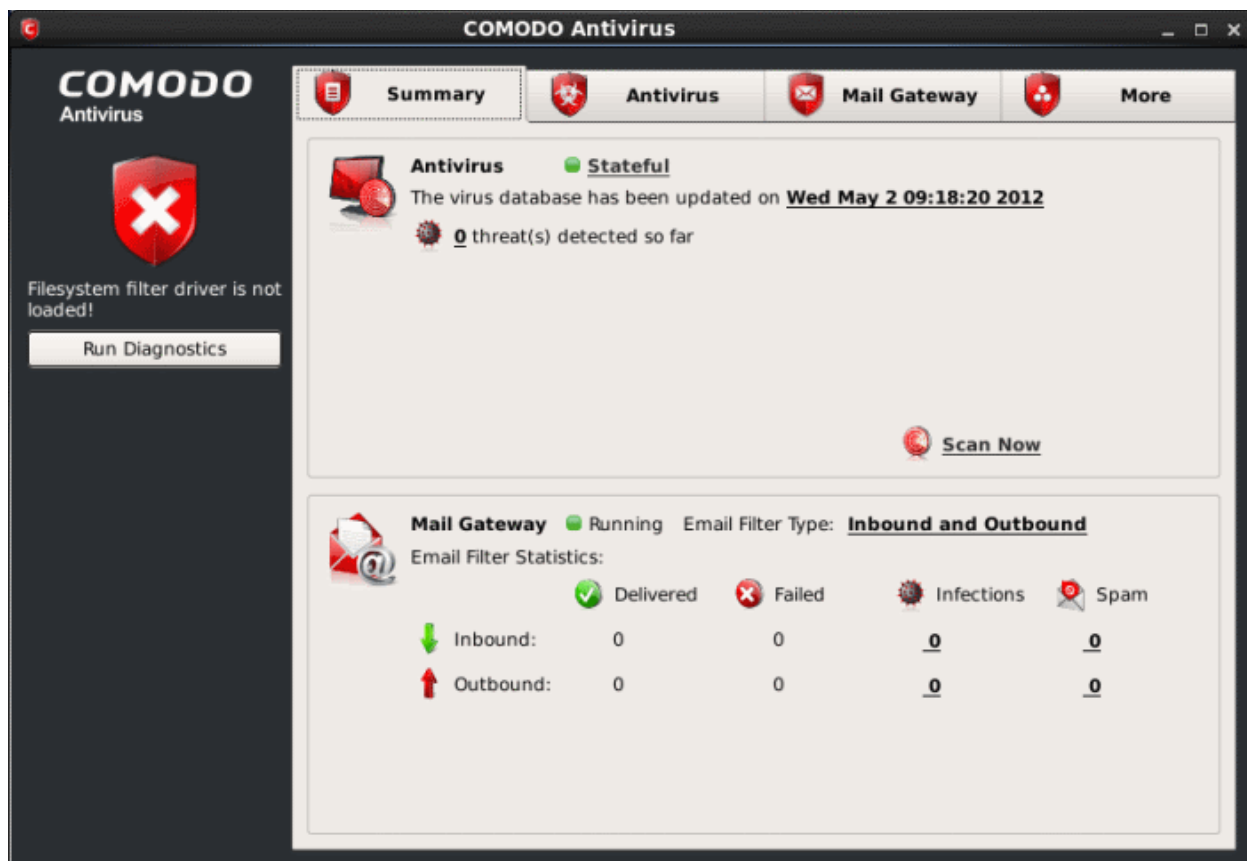 COMODO Antivirus
COMODO
Antivirus
Filesystem filter driver is not
loaded!
Run Diagnostics
Summary Antivirus Mail Gateway More
Antivirus Stateful
The virus database has been updated on Wed May 2 09:18:20 2012
0 threat(s) detected so far
Scan Now
Mail Gateway Running Email Filter Type: Inbound and Outbound
Email Filter Statistics:
Delivered Failed Infections Spam
Inbound: 0 0 0 0
Outbound: 0 0 0 0